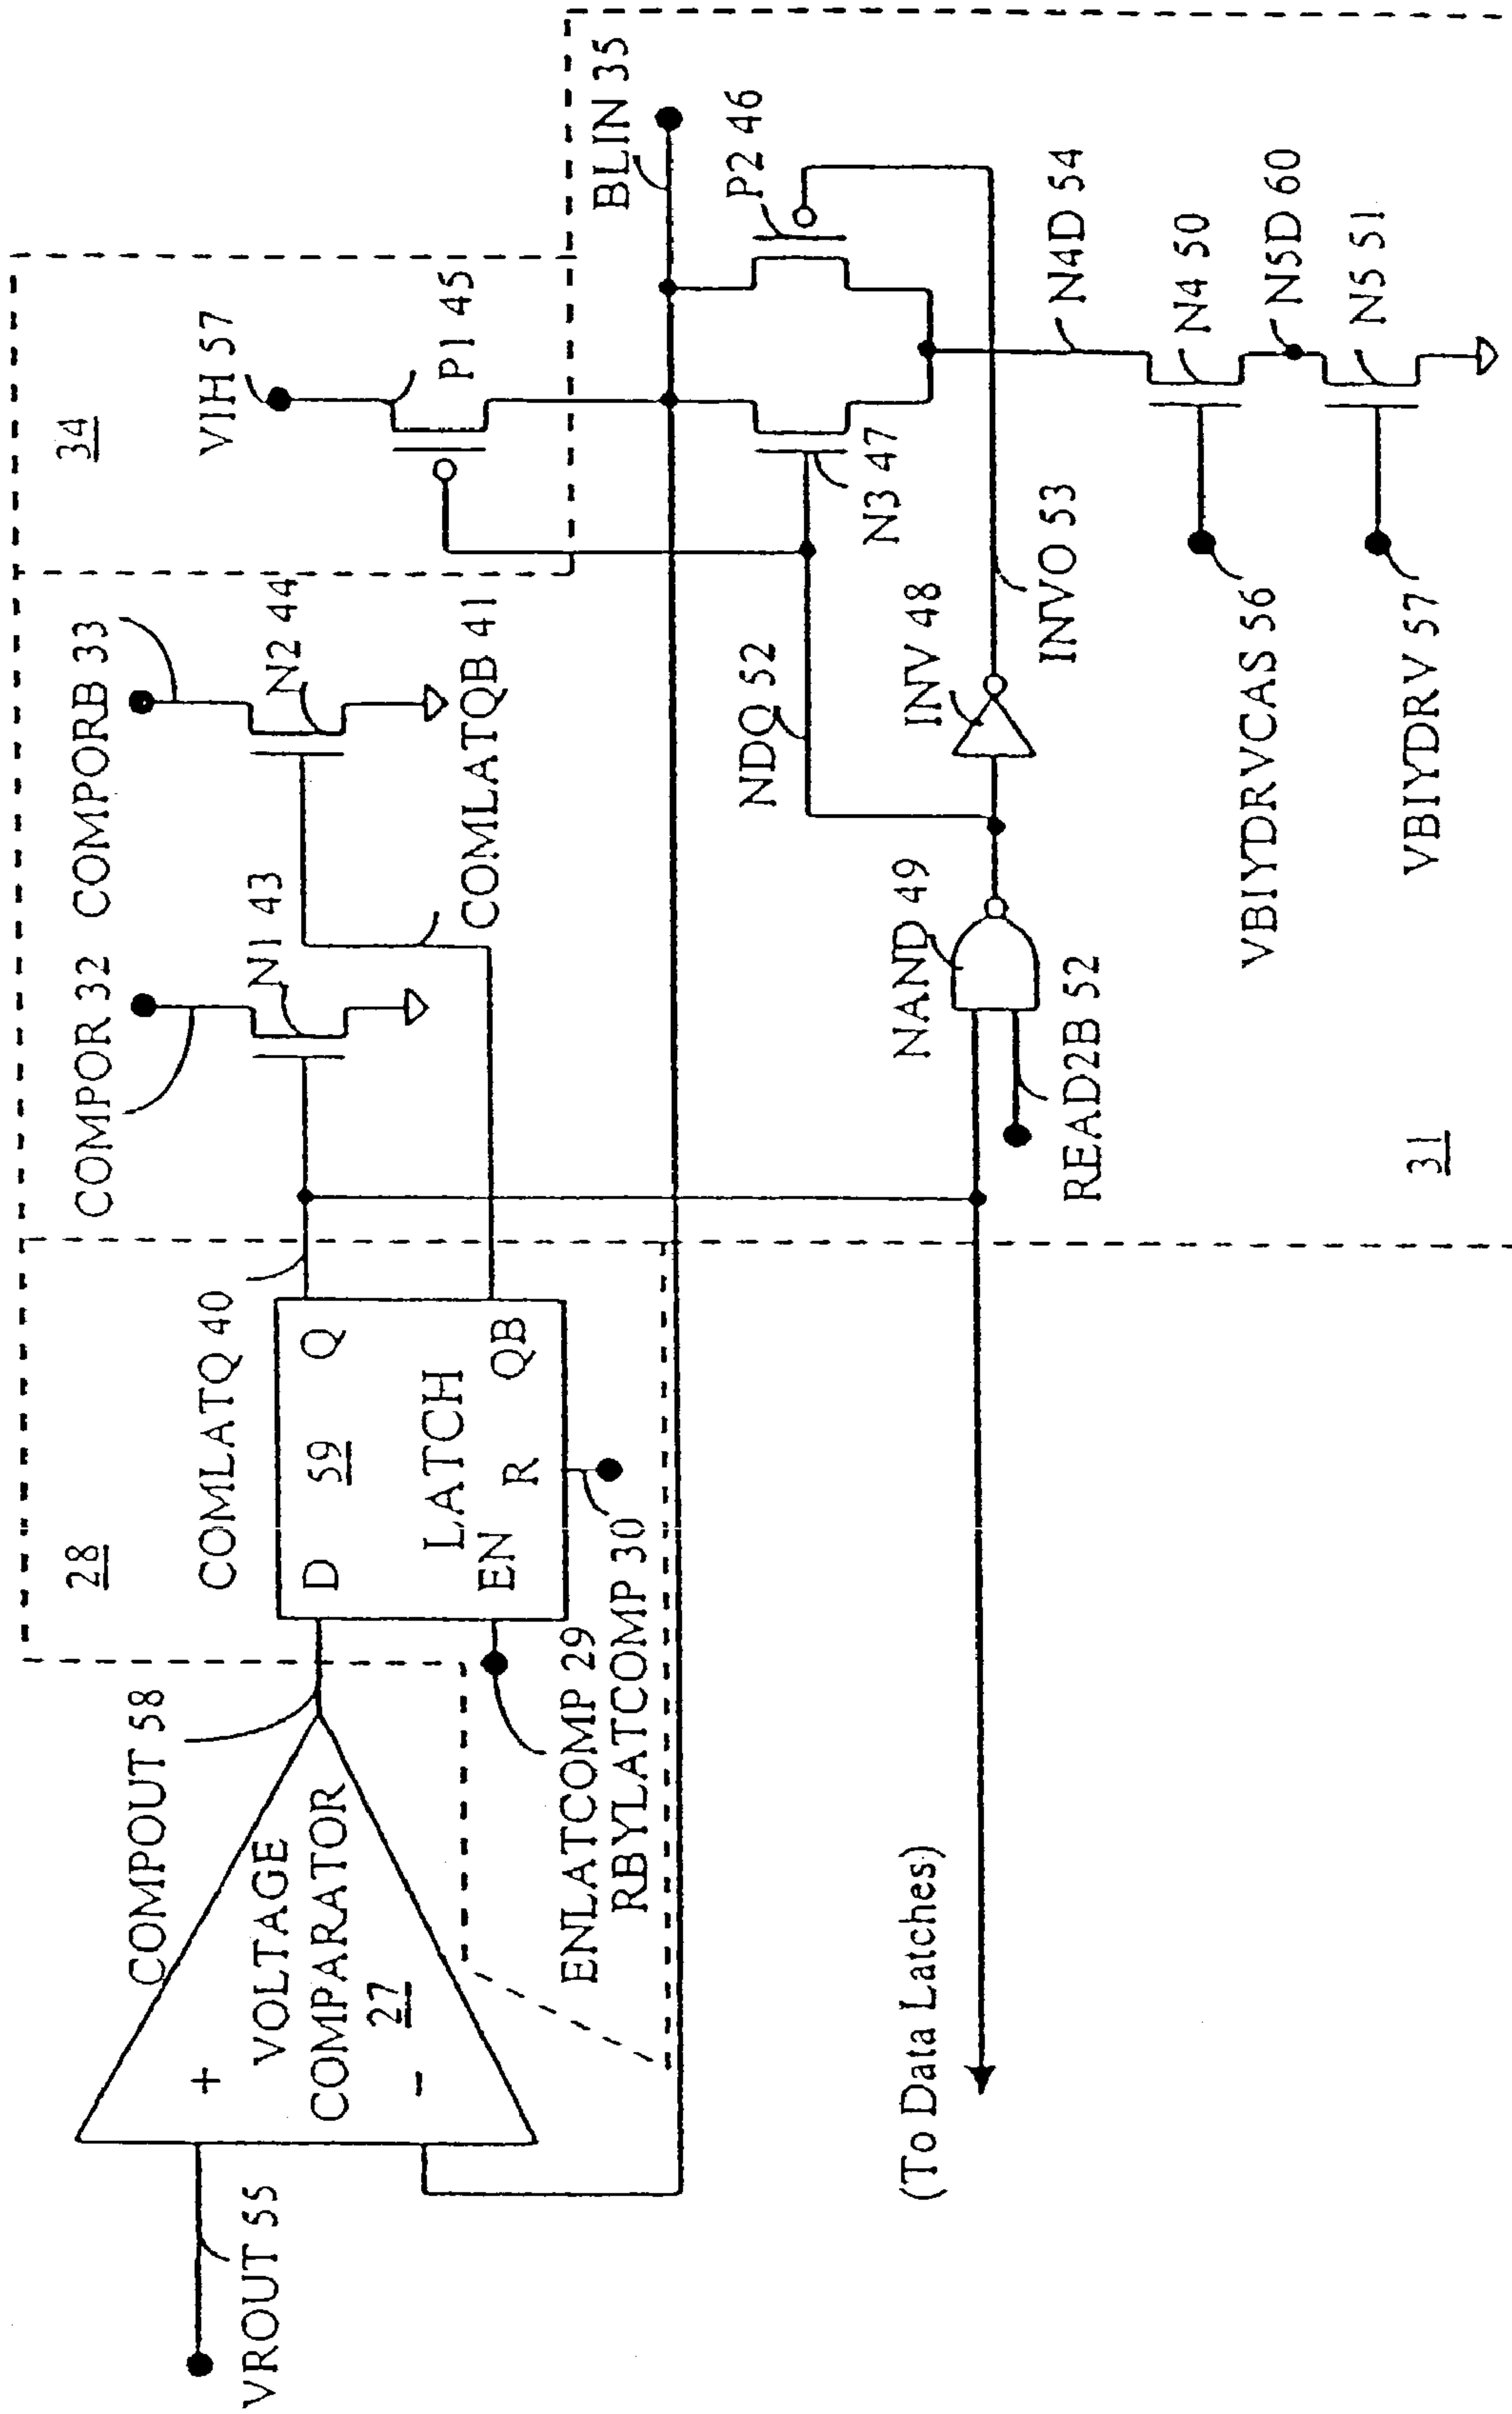 VROUT 55
+
VOLTAGE
COMPARATOR
27
−
COMPOUT 58
28
COMLATQ 40
D
Q
59
LATCH
EN
R
QB
ENLATCOMP 29
RBYLATCOMP 30
COMPOR 32
COMPORB 33
N1 43
N2 44
COMLATQB 41
34
VIH 57
P1 45
BLIN 35
P2 46
N3 47
NDQ 52
NAND 49
INV 48
INVO 53
READ2B 52
N4D 54
N4 50
N5D 60
N5 51
VBIYDRVCAS 56
VBIYDRV 57
31
(To Data Latches)